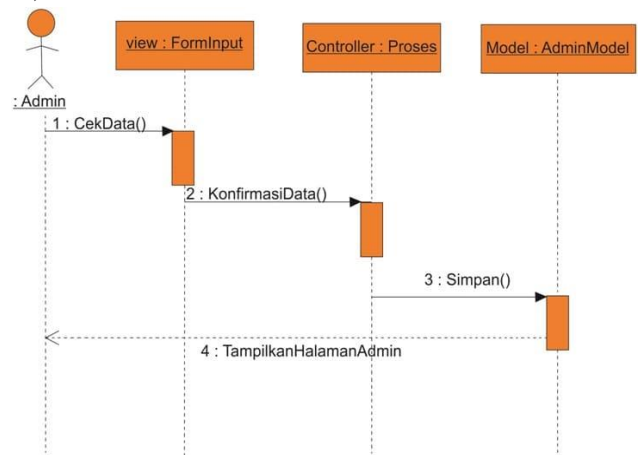 view : FormInput
Controller : Proses
Model : AdminModel
: Admin
1 : CekData()
2 : KonfirmasiData()
3 : Simpan()
4 : TampilkanHalamanAdmin